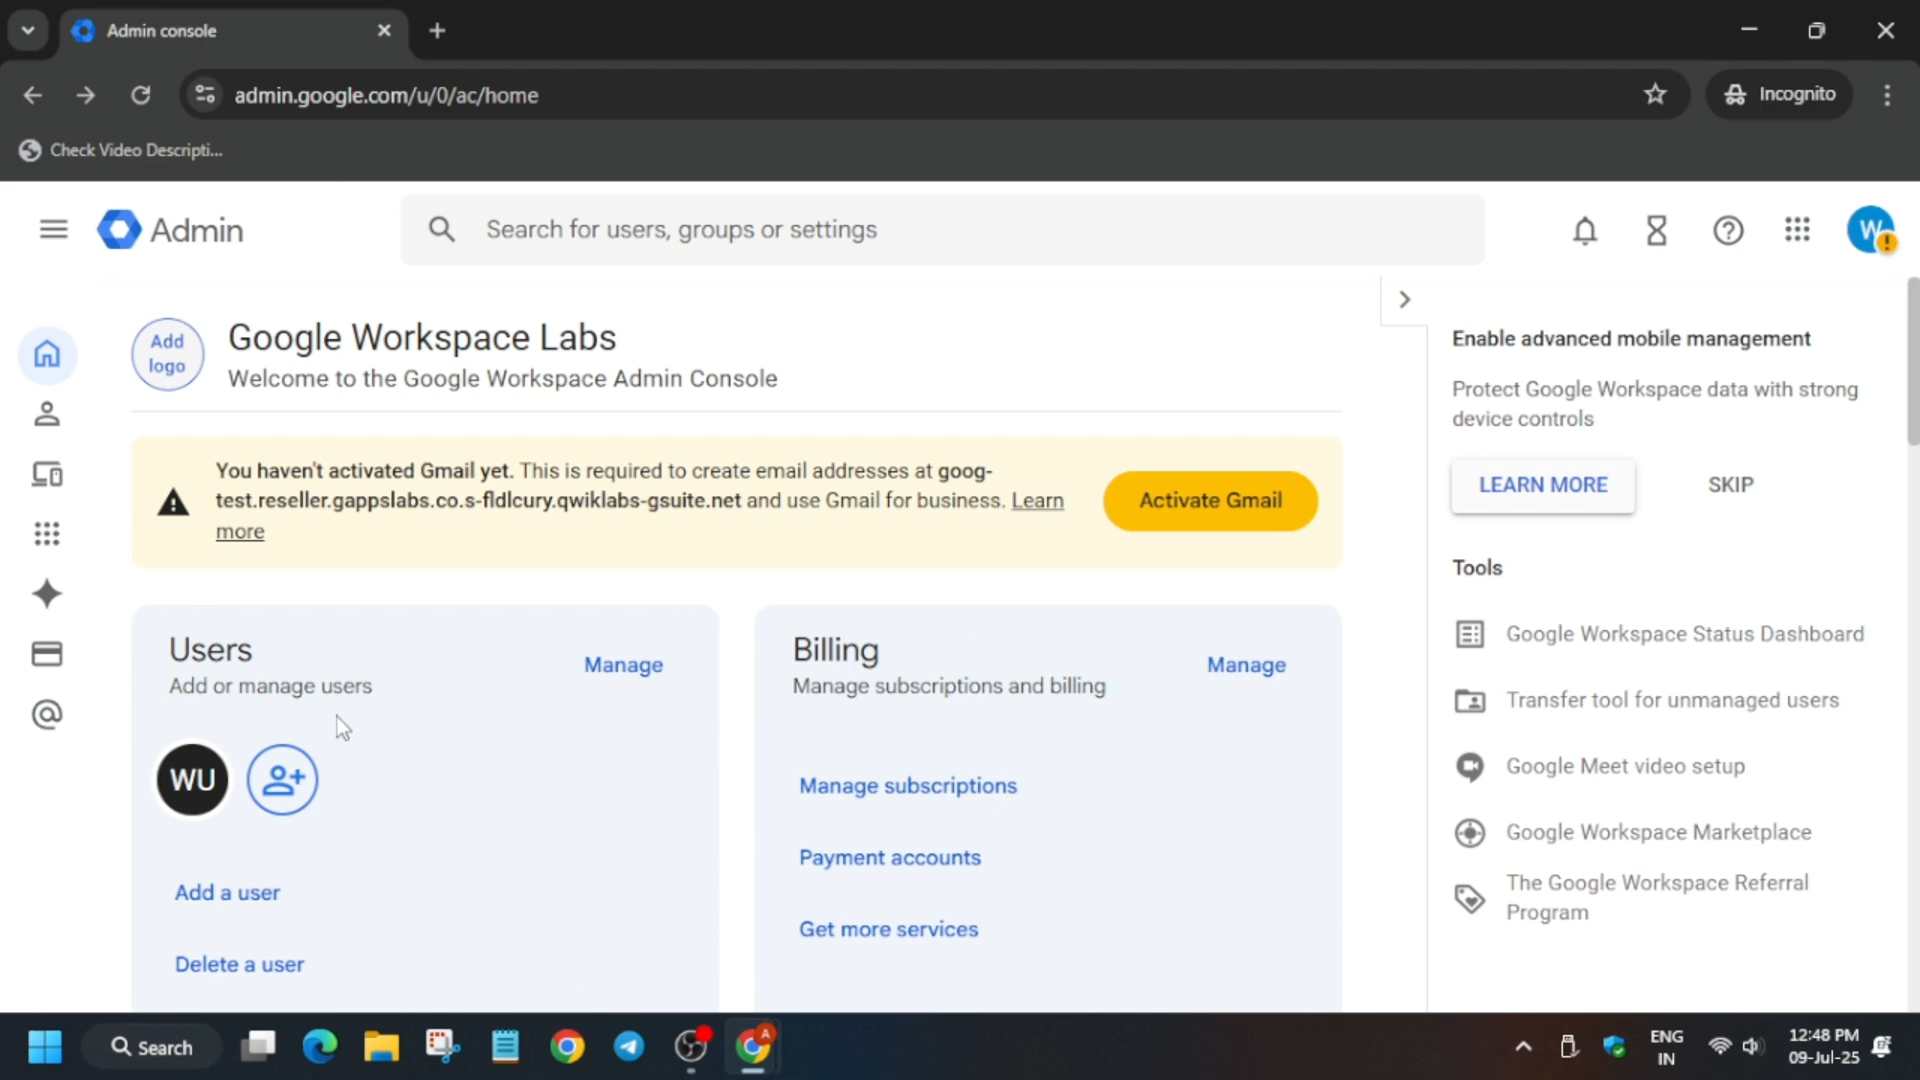 Admin console
admin.google.com/u/0/ac/home
Incognito
Check Video Descripti...
Admin
Search for users, groups or settings
W
Add
logo
Google Workspace Labs
Welcome to the Google Workspace Admin Console
You haven't activated Gmail yet. This is required to create email addresses at goog-
test.reseller.gappslabs.co.s-fldlcury.qwiklabs-gsuite.net and use Gmail for business. Learn
more
Activate Gmail
Users
Add or manage users
Manage
WU
Add a user
Delete a user
Billing
Manage subscriptions and billing
Manage
Manage subscriptions
Payment accounts
Get more services
Enable advanced mobile management
Protect Google Workspace data with strong
device controls
LEARN MORE
SKIP
Tools
Google Workspace Status Dashboard
Transfer tool for unmanaged users
Google Meet video setup
Google Workspace Marketplace
The Google Workspace Referral
Program
Search
A
ENG
IN
12:48 PM
09-Jul-25